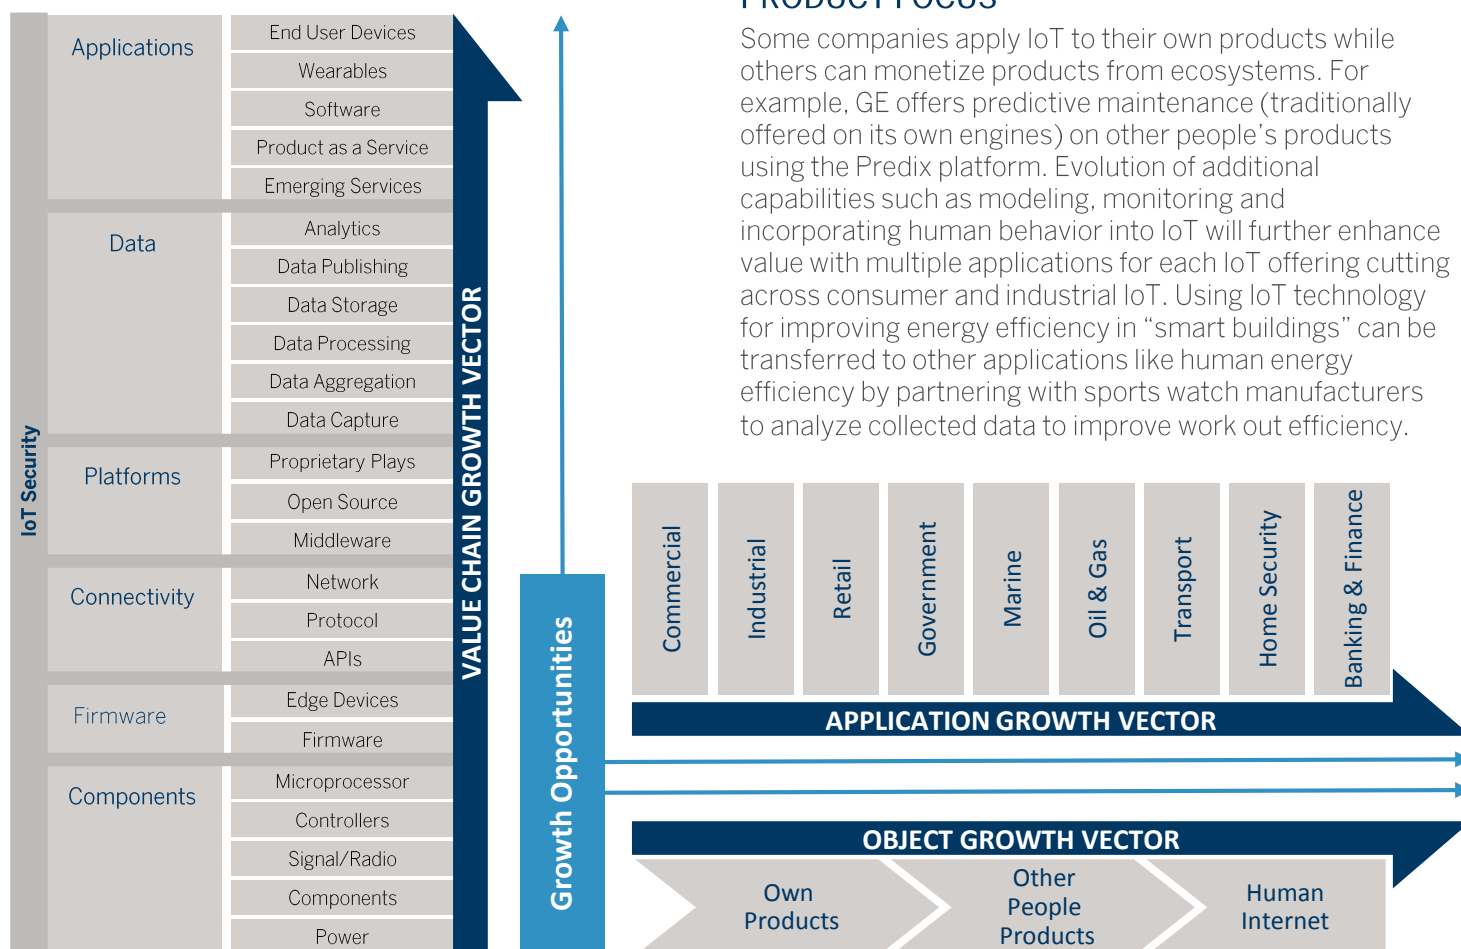 PRODUCT FOCUS
Some companies apply IoT to their own products while
others can monetize products from ecosystems. For
example, GE offers predictive maintenance (traditionally
offered on its own engines) on other people’s products
using the Predix platform. Evolution of additional
capabilities such as modeling, monitoring and
incorporating human behavior into IoT will further enhance
value with multiple applications for each IoT offering cutting
across consumer and industrial IoT. Using IoT technology
for improving energy efficiency in “smart buildings” can be
transferred to other applications like human energy
efficiency by partnering with sports watch manufacturers
to analyze collected data to improve work out efficiency.
IoT Security
Applications
End User Devices
Wearables
Software
Product as a Service
Emerging Services
Data
Analytics
Data Publishing
Data Storage
Data Processing
Data Aggregation
Data Capture
Platforms
Proprietary Plays
Open Source
Middleware
Connectivity
Network
Protocol
APIs
Firmware
Edge Devices
Firmware
Components
Microprocessor
Controllers
Signal/Radio
Components
Power
VALUE CHAIN GROWTH VECTOR
Growth Opportunities
Commercial
Industrial
Retail
Government
Marine
Oil & Gas
Transport
Home Security
Banking & Finance
APPLICATION GROWTH VECTOR
OBJECT GROWTH VECTOR
Own
Products
Other
People
Products
Human
Internet